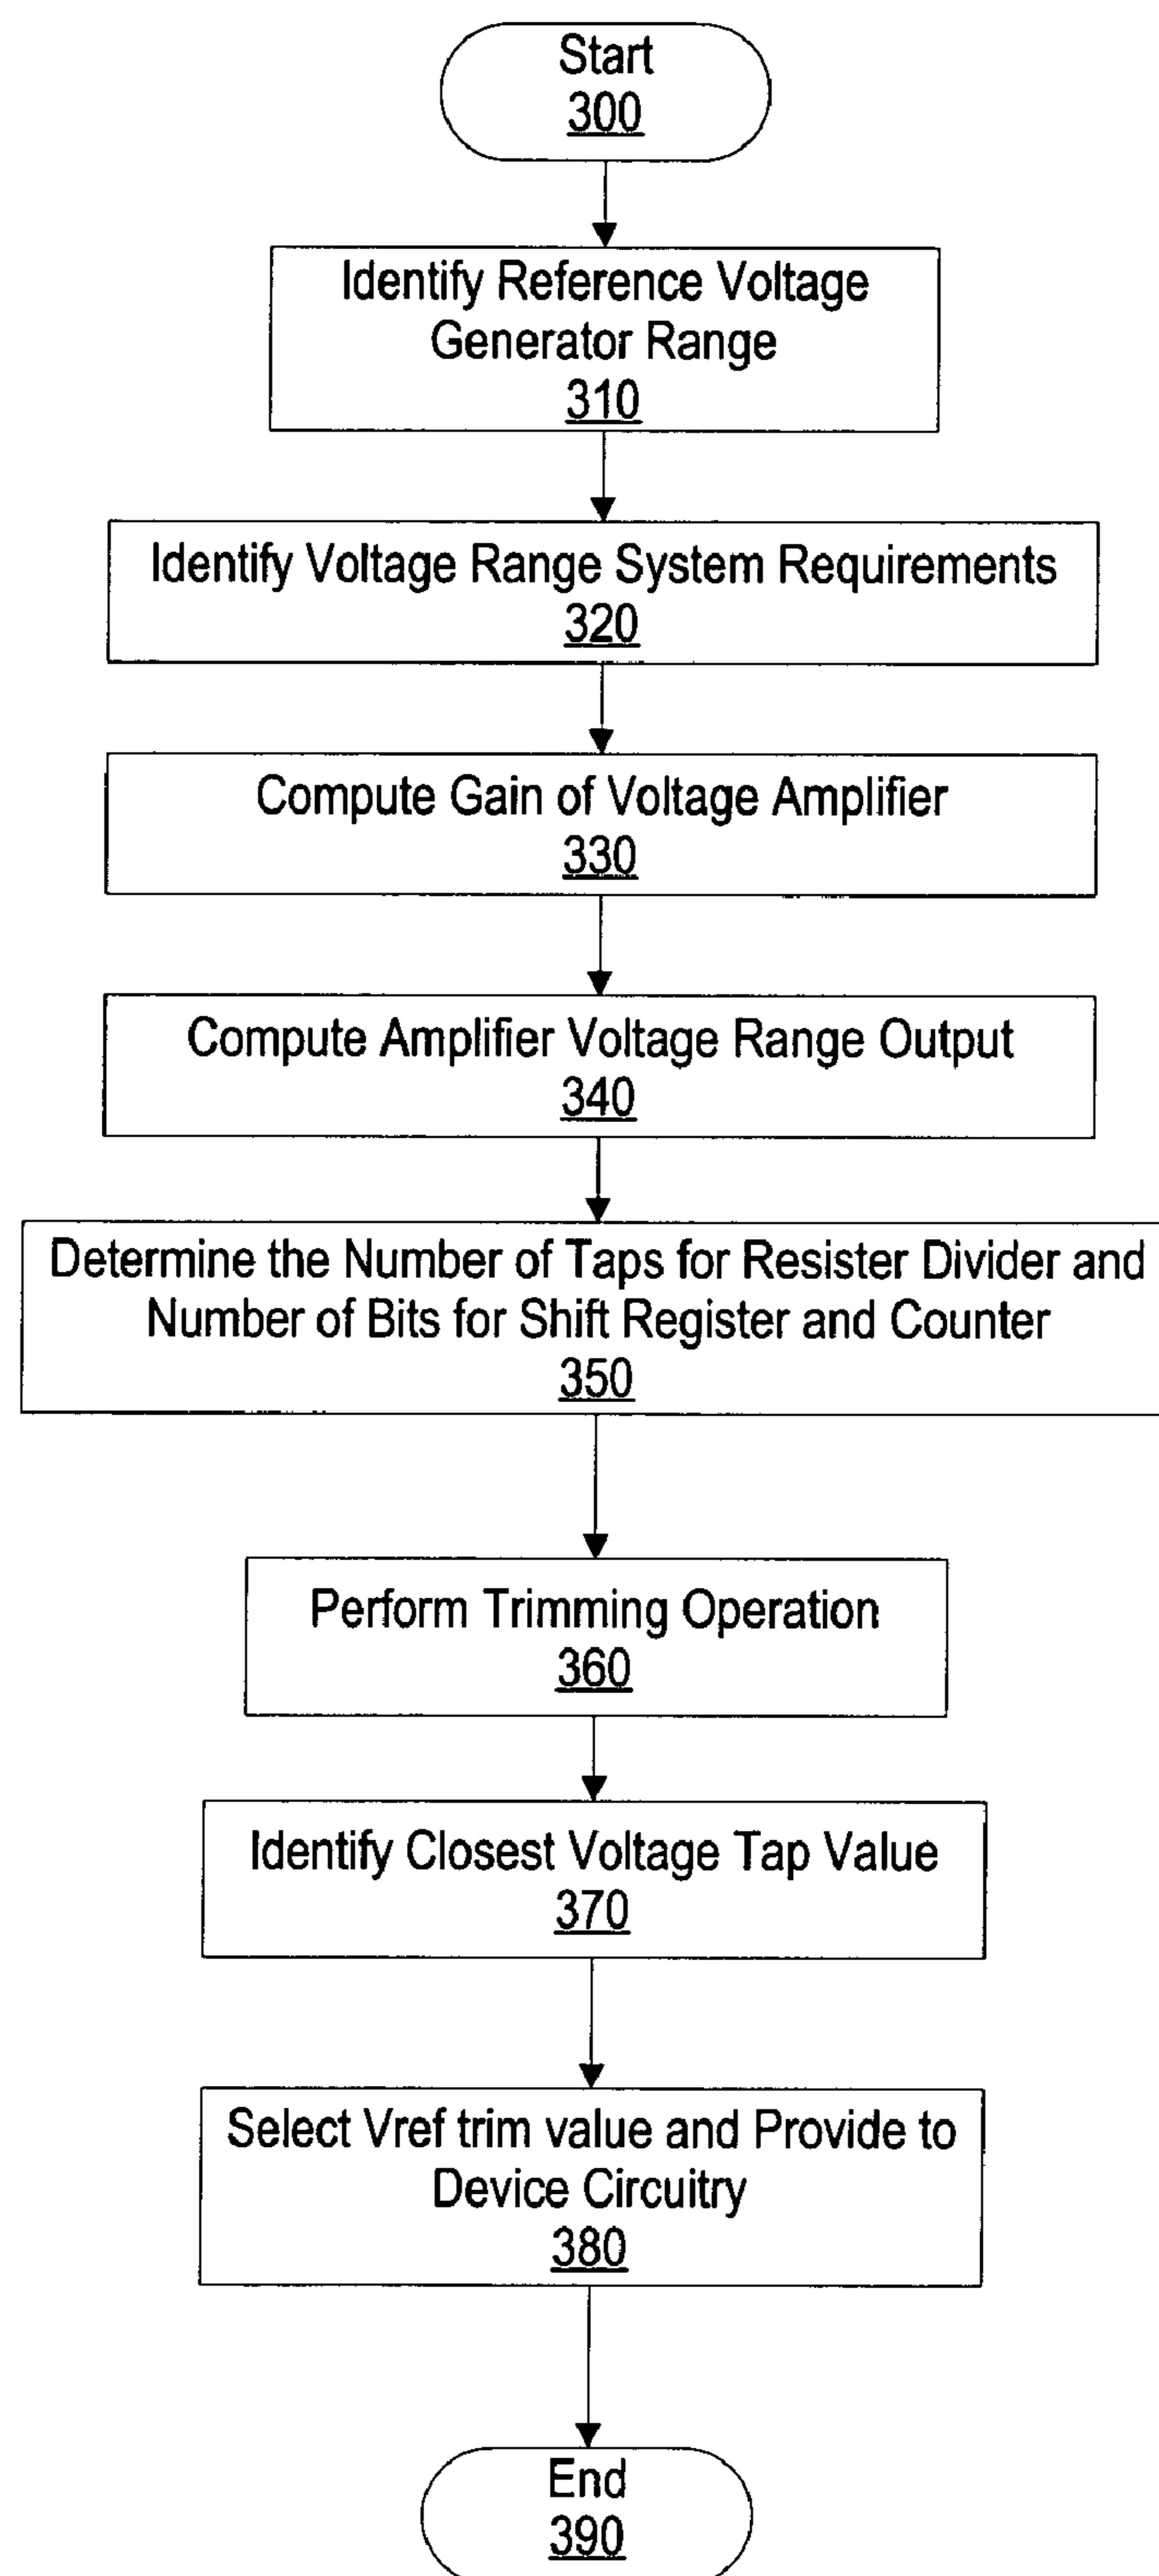 Start
300
Identify Reference Voltage
Generator Range
310
Identify Voltage Range System Requirements
320
Compute Gain of Voltage Amplifier
330
Compute Amplifier Voltage Range Output
340
Determine the Number of Taps for Resister Divider and
Number of Bits for Shift Register and Counter
350
Perform Trimming Operation
360
Identify Closest Voltage Tap Value
370
Select Vref trim value and Provide to
Device Circuitry
380
End
390